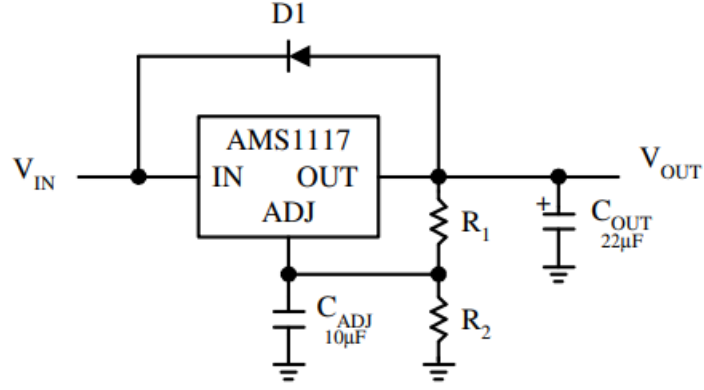 D1
AMS1117
V_IN
IN OUT
V_OUT
ADJ
R_1
+
C_OUT
22µF
C_ADJ
10µF
R_2